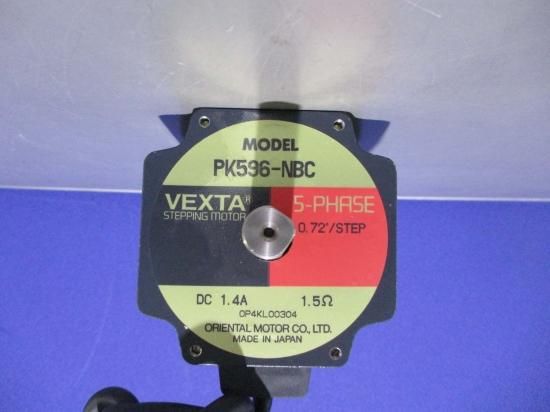 MODEL
PK596-NBC
VEXTA®
STEPPING MOTOR
5-PHASE
0.72°/STEP
DC 1.4A 1.5Ω
OP4KL00304
ORIENTAL MOTOR CO., LTD.
MADE IN JAPAN